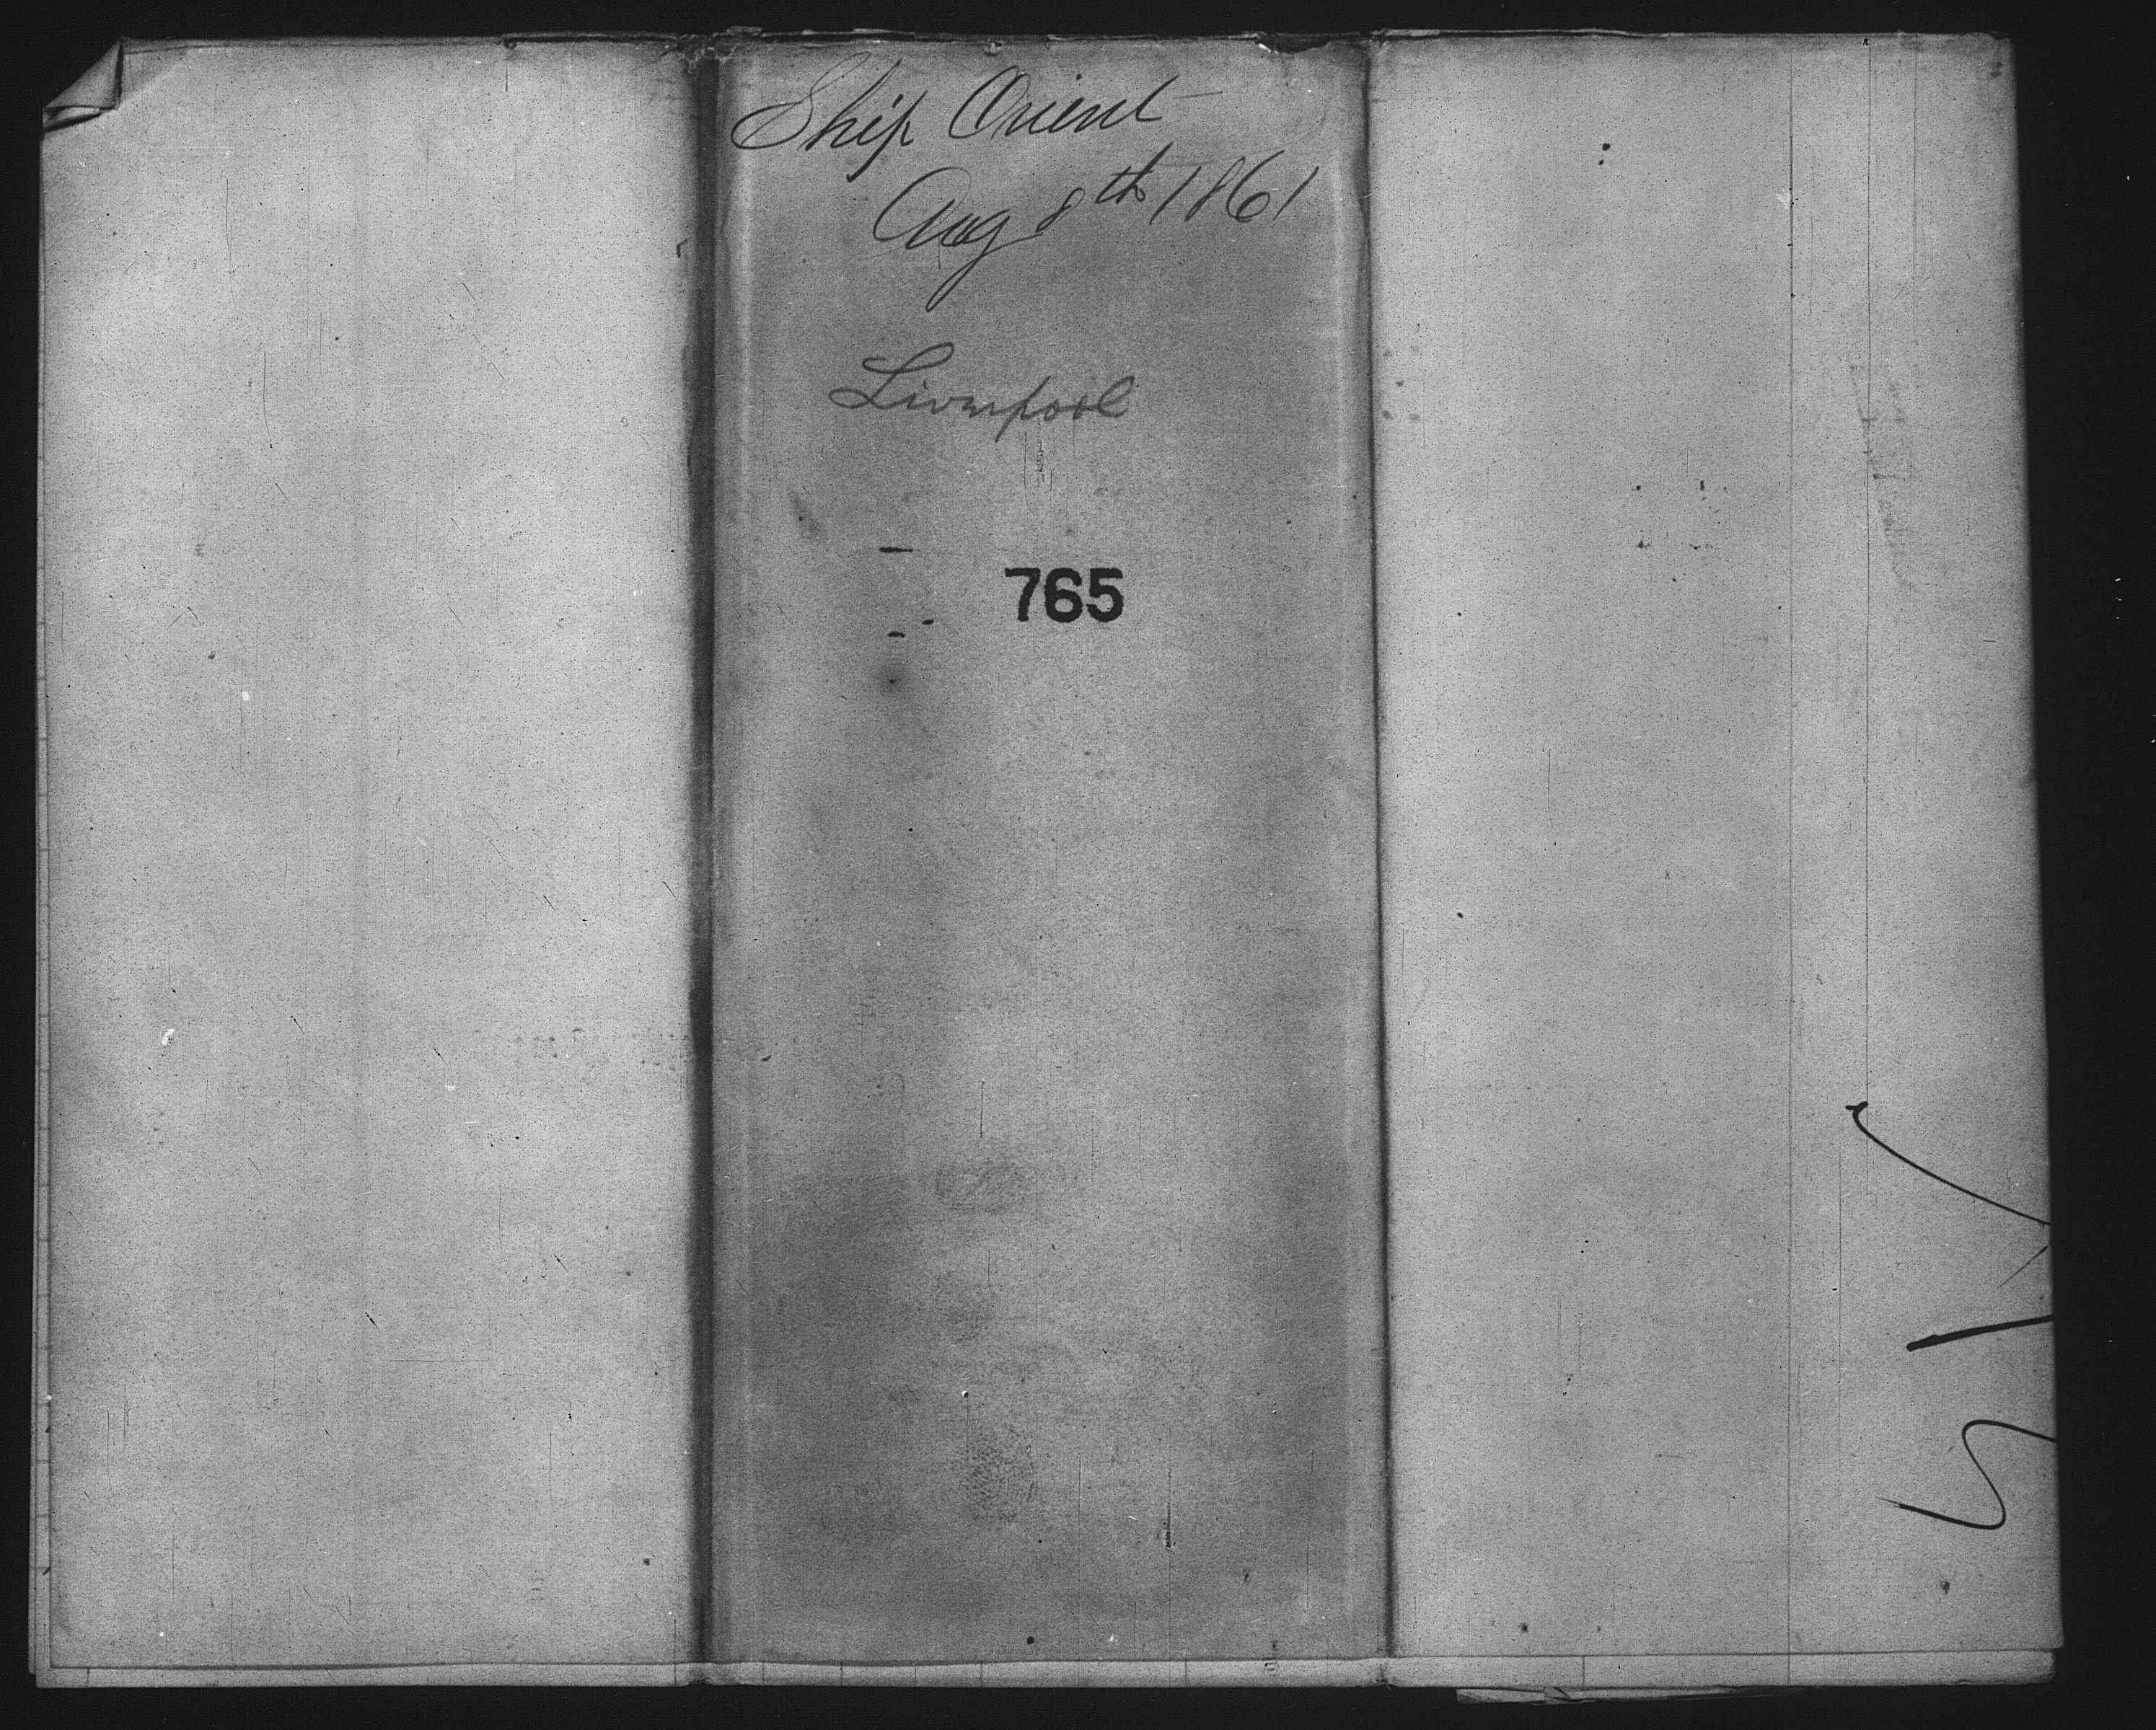 Ship Orient
Aug 8th 1861
Liverpool
765